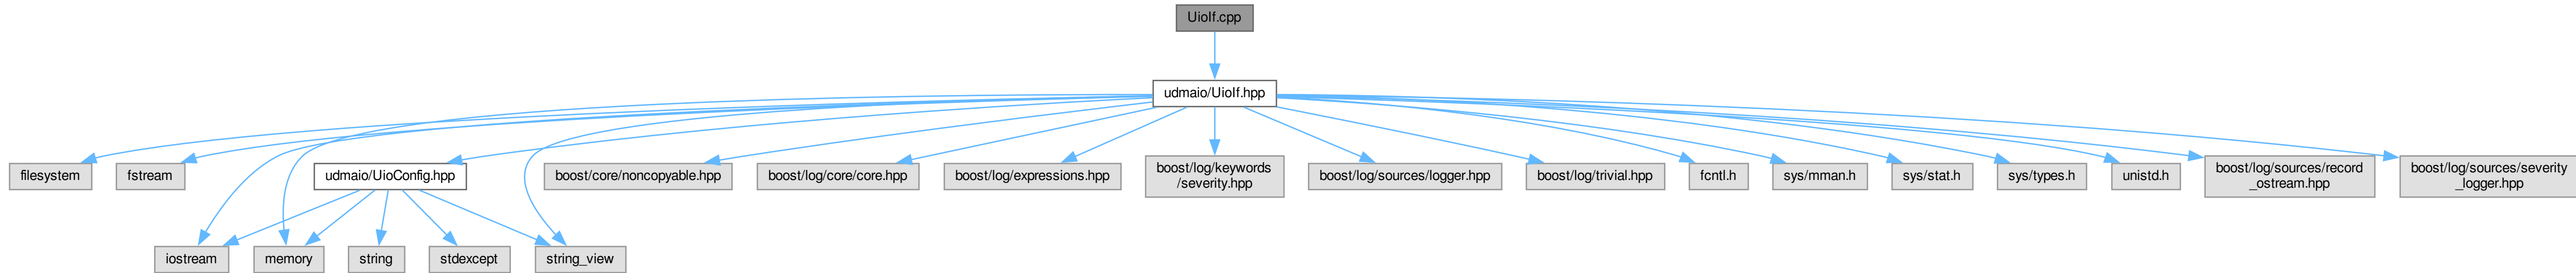 UioIf.cpp
udmaio/UioIf.hpp
filesystem
fstream
udmaio/UioConfig.hpp
boost/core/noncopyable.hpp
boost/log/core/core.hpp
boost/log/expressions.hpp
boost/log/keywords
/severity.hpp
boost/log/sources/logger.hpp
boost/log/trivial.hpp
fcntl.h
sys/mman.h
sys/stat.h
sys/types.h
unistd.h
boost/log/sources/record
_ostream.hpp
boost/log/sources/severity
_logger.hpp
iostream
memory
string
stdexcept
string_view